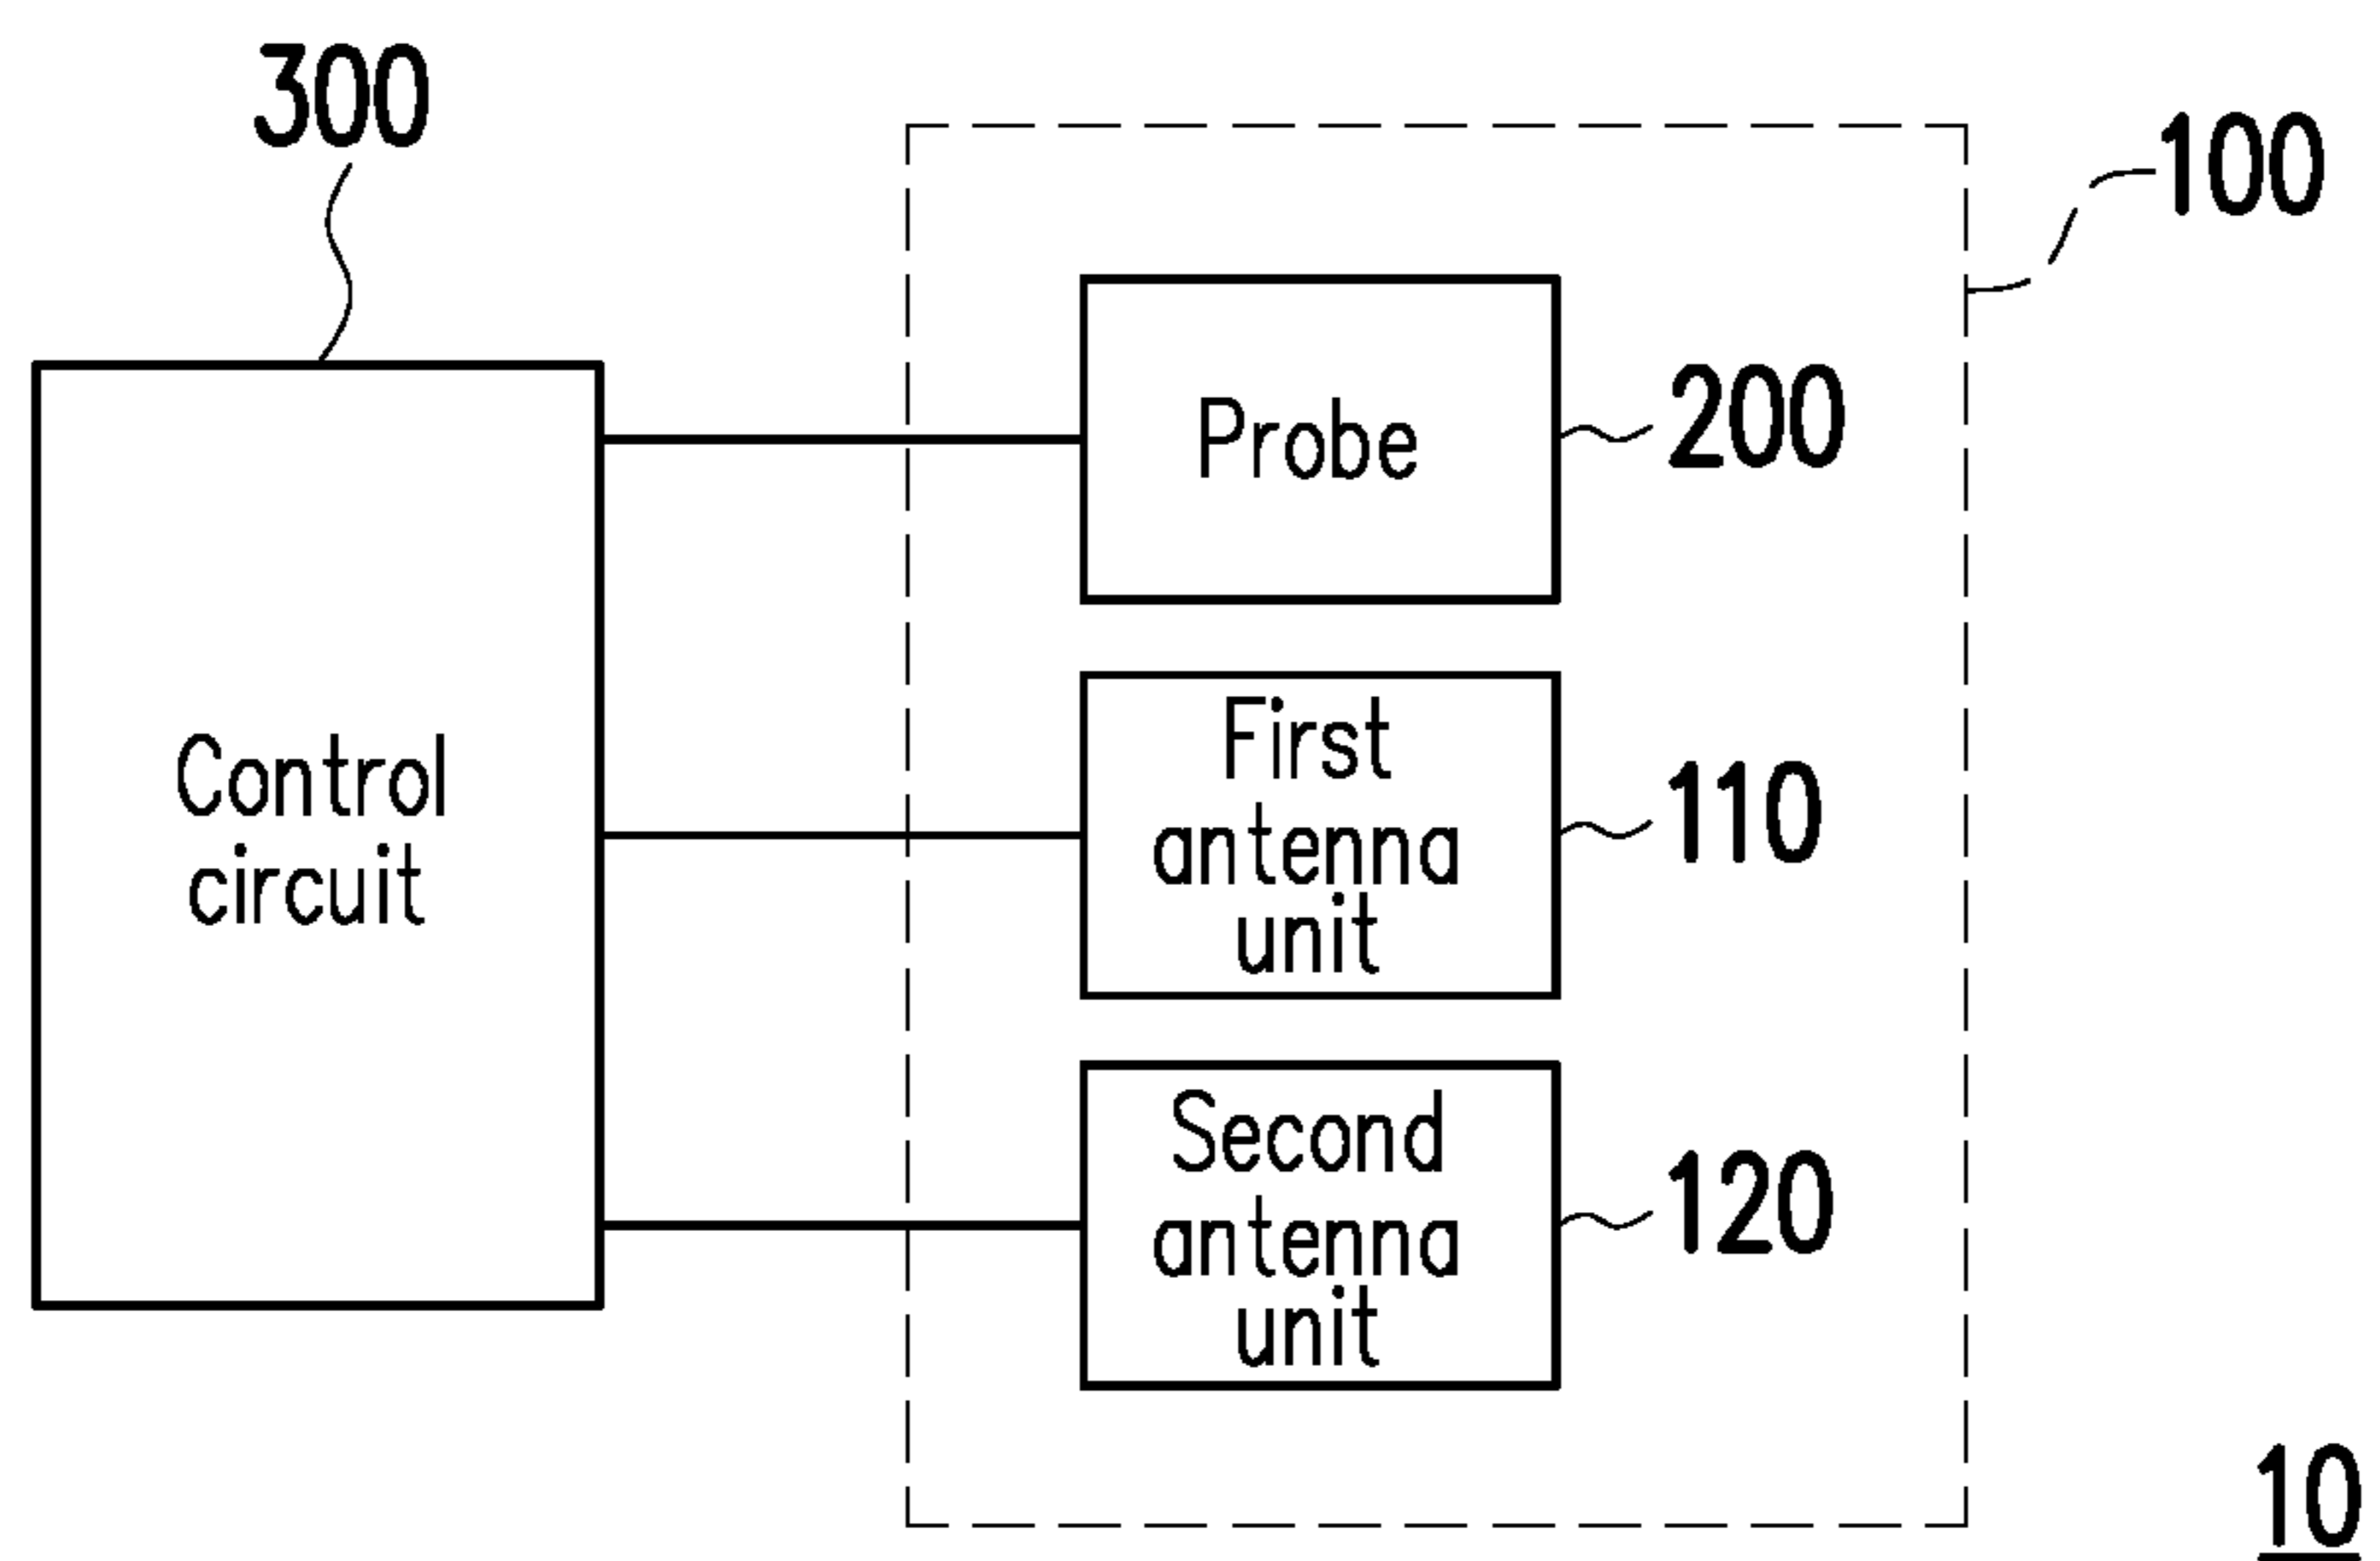 300
100
Probe
200
Control
circuit
First
antenna
unit
110
Second
antenna
unit
120
10